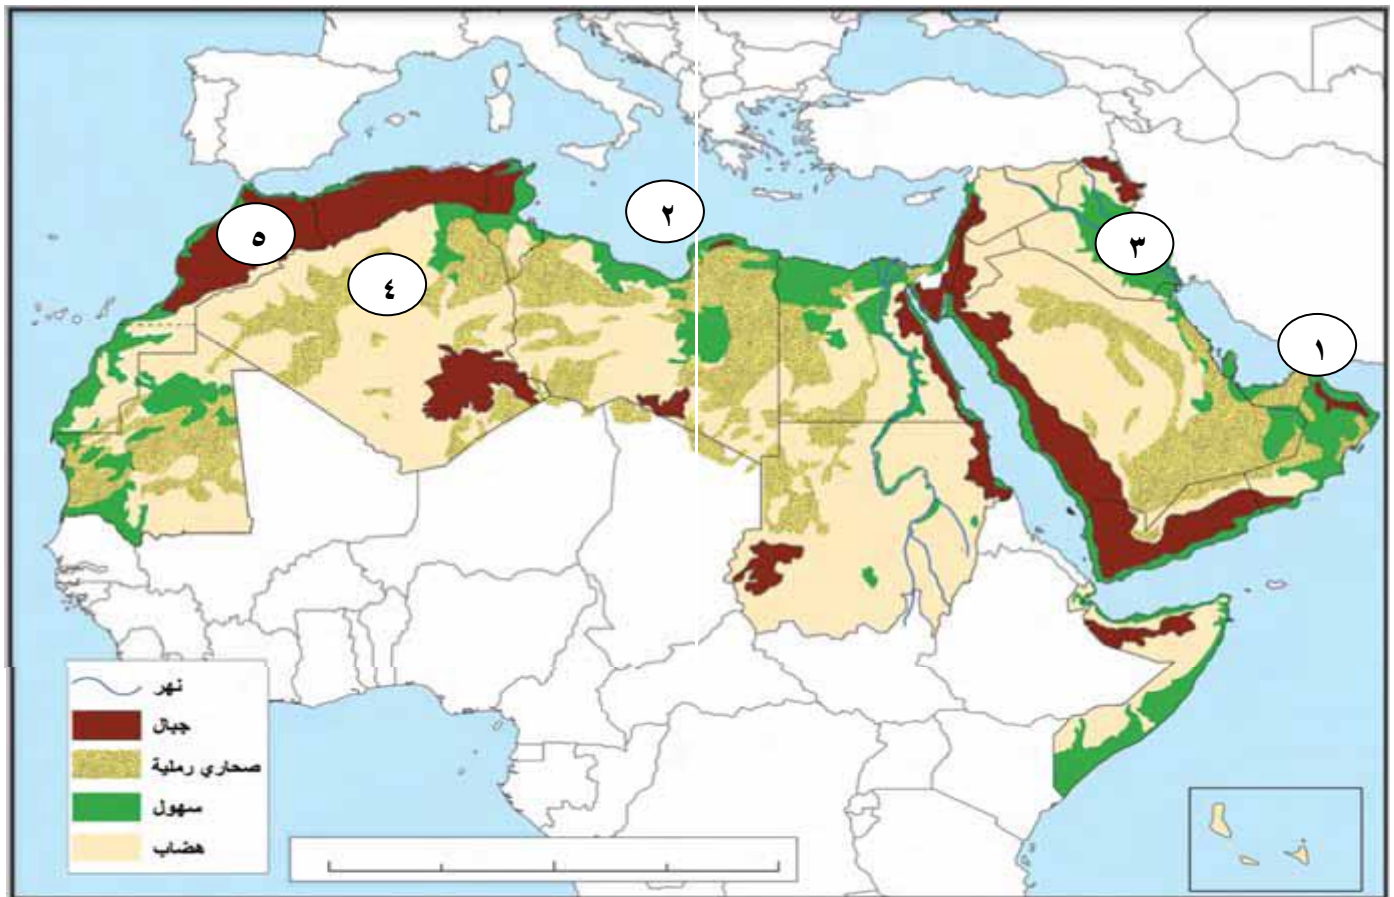 ٢
٥
٣
٤
١
نهر
جبال
صحاري رملية
سهول
هضاب